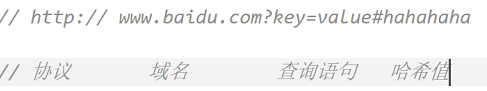 // http:// www.baidu.com?key=value#hahahaha
// 协议 域名 查询语句 哈希值